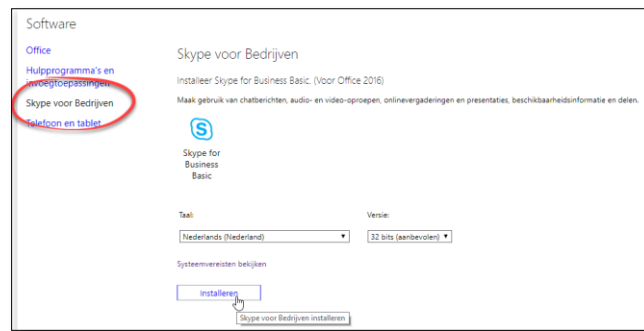 Software
Office
Hulpprogramma's en
invoegtoepassingen
Skype voor Bedrijven
Telefoon en tablet
Skype voor Bedrijven
Installeer Skype for Business Basic. (Voor Office 2016)
Maak gebruik van chatberichten, audio- en video-oproepen, onlinevergaderingen en presentaties, beschikbaarheidsinformatie en delen.
Skype for
Business
Basic
Taal:
Versie:
Nederlands (Nederland)
32 bits (aanbevolen)
Systeemvereisten bekijken
Installeren
Skype voor Bedrijven installeren